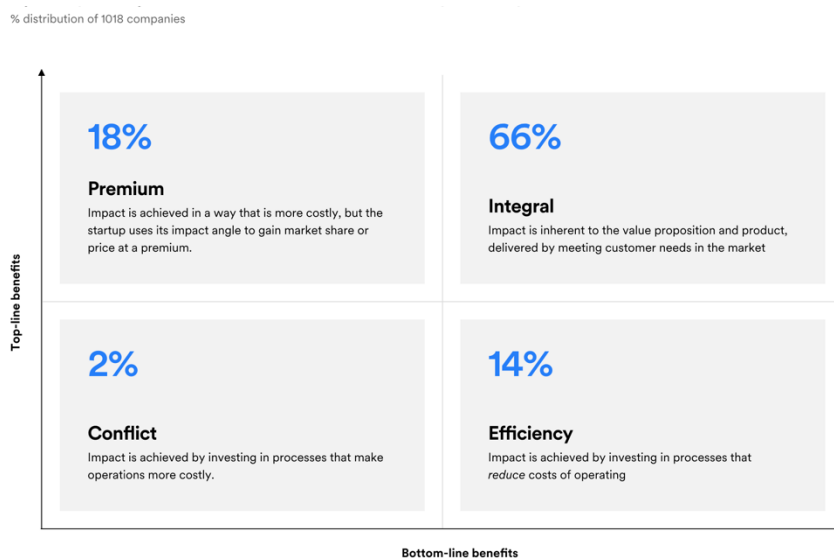 % distribution of 1018 companies
18%
Premium
Impact is achieved in a way that is more costly, but the
startup uses its impact angle to gain market share or
price at a premium.
66%
Integral
Impact is inherent to the value proposition and product,
delivered by meeting customer needs in the market
Top-line benefits
2%
Conflict
Impact is achieved by investing in processes that make
operations more costly.
14%
Efficiency
Impact is achieved by investing in processes that
reduce costs of operating
Bottom-line benefits